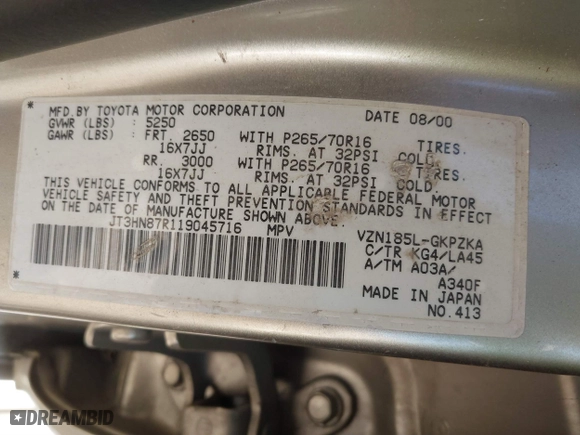 MFD.BY TOYOTA MOTOR CORPORATION DATE 08/00
GVWR (LBS) : 5250
GAWR (LBS) : FRT. 2650 WITH P265/70R16 TIRES.
16X7JJ RIMS. AT 32PSI COLD.
RR. 3000 WITH P265/70R16 TIRES.
16X7JJ RIMS. AT 32PSI COLD.
THIS VEHICLE CONFORMS TO ALL APPLICABLE FEDERAL MOTOR
VEHICLE SAFETY AND THEFT PREVENTION STANDARDS IN EFFECT
ON THE DATE OF MANUFACTURE SHOWN ABOVE.
JT3HN87R119045716 MPV VZN185L-GKPZKA
C/TR KG4/LA45
A/TM A03A/
A340F
MADE IN JAPAN
NO.413
DREAMBID